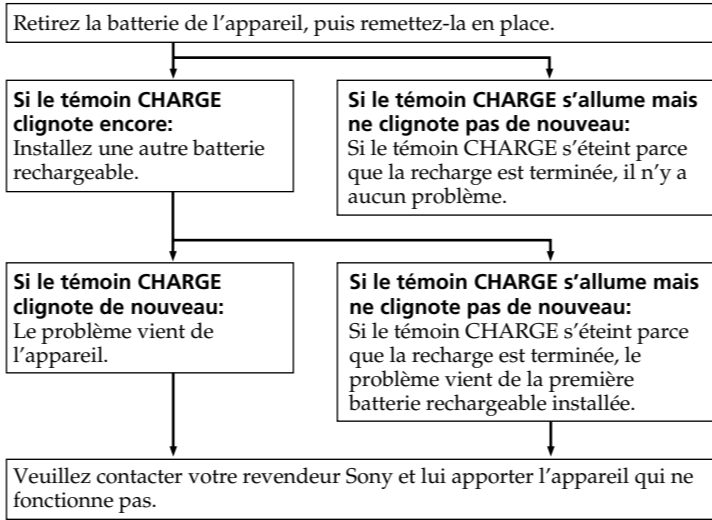 Retirez la batterie de l'appareil, puis remettez-la en place.
Si le témoin CHARGE
clignote encore:
Installez une autre batterie
rechargeable.
Si le témoin CHARGE s'allume mais
ne clignote pas de nouveau:
Si le témoin CHARGE s'éteint parce
que la recharge est terminée, il n'y a
aucun problème.
Si le témoin CHARGE
clignote de nouveau:
Le problème vient de
l'appareil.
Si le témoin CHARGE s'allume mais
ne clignote pas de nouveau:
Si le témoin CHARGE s'éteint parce
que la recharge est terminée, le
problème vient de la première
batterie rechargeable installée.
Veuillez contacter votre revendeur Sony et lui apporter l'appareil qui ne
fonctionne pas.